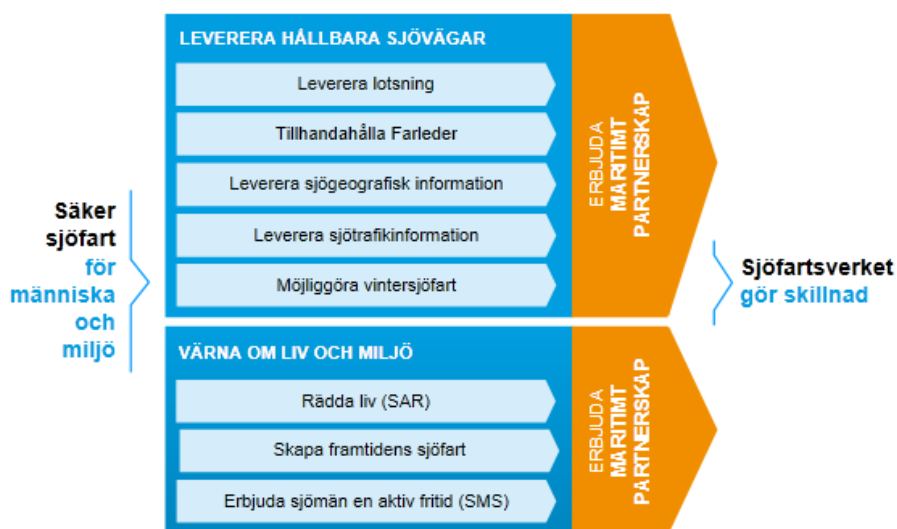 Säker
sjöfart
för
människa
och
miljö
LEVERERA HÅLLBARA SJÖVÄGAR
Leverera lotsning
Tillhandahålla Farleder
Leverera sjögeografisk information
Leverera sjötrafikinformation
Möjliggöra vintersjöfart
ERBJUDA
MARITIMT
PARTNERSKAP
VÄRNA OM LIV OCH MILJÖ
Rädda liv (SAR)
Skapa framtidens sjöfart
Erbjuda sjömän en aktiv fritid (SMS)
ERBJUDA
MARITIMT
PARTNERSKAP
Sjöfartsverket
gör skillnad